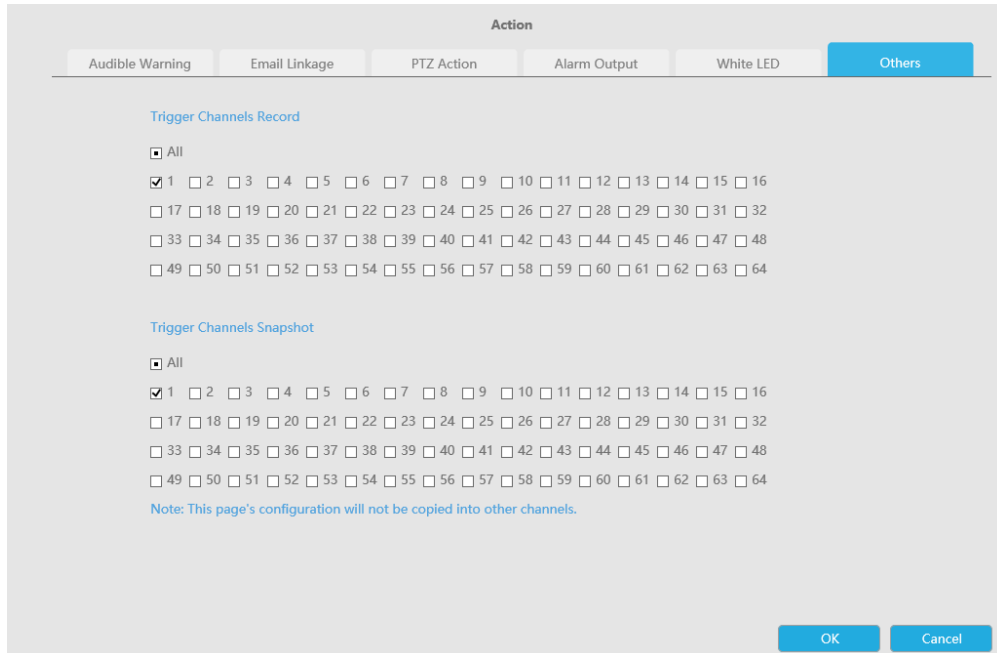 Action
Audible Warning Email Linkage PTZ Action Alarm Output White LED Others
Trigger Channels Record
All
1 2 3 4 5 6 7 8 9 10 11 12 13 14 15 16
17 18 19 20 21 22 23 24 25 26 27 28 29 30 31 32
33 34 35 36 37 38 39 40 41 42 43 44 45 46 47 48
49 50 51 52 53 54 55 56 57 58 59 60 61 62 63 64
Trigger Channels Snapshot
All
1 2 3 4 5 6 7 8 9 10 11 12 13 14 15 16
17 18 19 20 21 22 23 24 25 26 27 28 29 30 31 32
33 34 35 36 37 38 39 40 41 42 43 44 45 46 47 48
49 50 51 52 53 54 55 56 57 58 59 60 61 62 63 64
Note: This page's configuration will not be copied into other channels.
OK Cancel